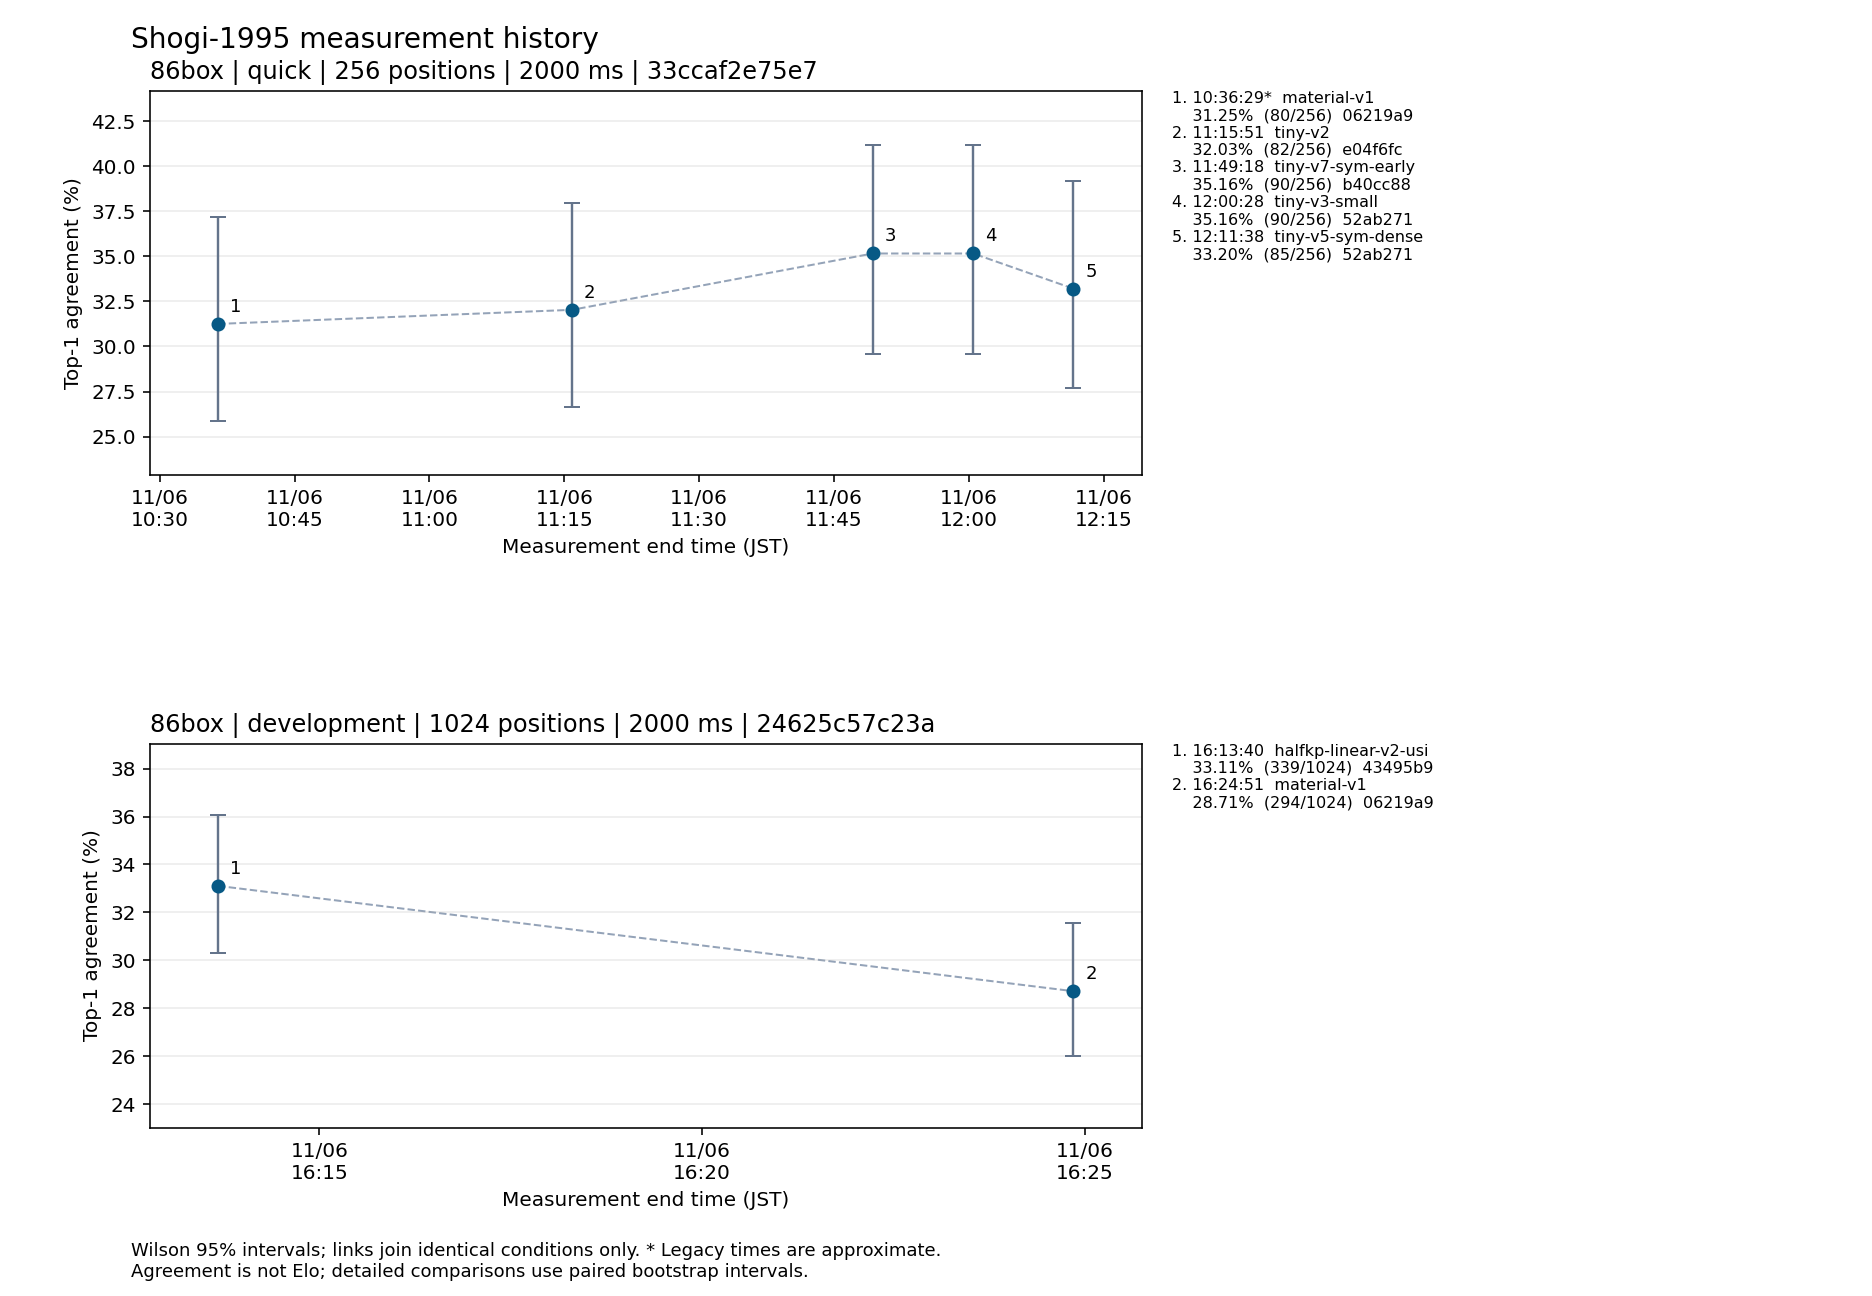 Shogi-1995 measurement history
86box | quick | 256 positions | 2000 ms | 33ccaf2e75e7
Top-1 agreement (%)
42.5
40.0
37.5
35.0
32.5
30.0
27.5
25.0
1
2
3
4
5
11/06 10:30
11/06 10:45
11/06 11:00
11/06 11:15
11/06 11:30
11/06 11:45
11/06 12:00
11/06 12:15
Measurement end time (JST)
1. 10:36:29* material-v1
31.25% (80/256) 06219a9
2. 11:15:51 tiny-v2
32.03% (82/256) e04f6fc
3. 11:49:18 tiny-v7-sym-early
35.16% (90/256) b40cc88
4. 12:00:28 tiny-v3-small
35.16% (90/256) 52ab271
5. 12:11:38 tiny-v5-sym-dense
33.20% (85/256) 52ab271
86box | development | 1024 positions | 2000 ms | 24625c57c23a
Top-1 agreement (%)
38
36
34
32
30
28
26
24
1
2
11/06 16:15
11/06 16:20
11/06 16:25
Measurement end time (JST)
1. 16:13:40 halfkp-linear-v2-usi
33.11% (339/1024) 43495b9
2. 16:24:51 material-v1
28.71% (294/1024) 06219a9
Wilson 95% intervals; links join identical conditions only. * Legacy times are approximate.
Agreement is not Elo; detailed comparisons use paired bootstrap intervals.